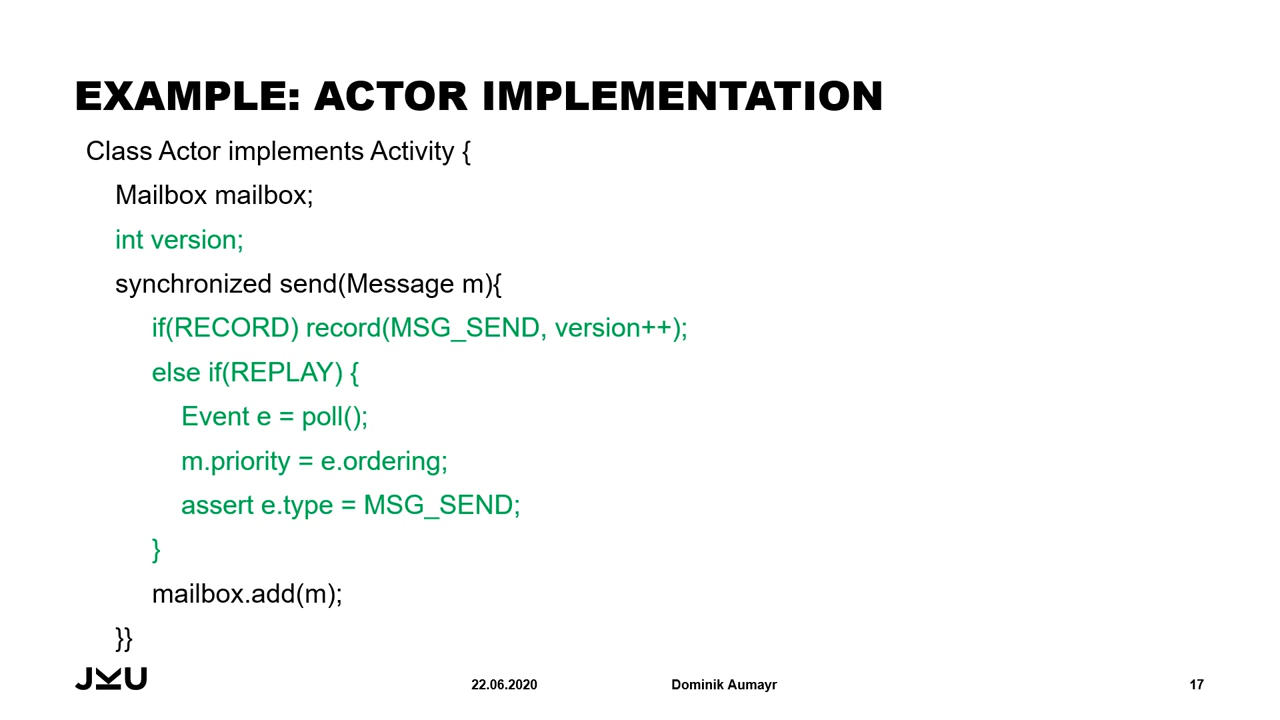 EXAMPLE: ACTOR IMPLEMENTATION
Class Actor implements Activity {
Mailbox mailbox;
int version;
synchronized send(Message m){
if(RECORD) record(MSG_SEND, version++);
else if(REPLAY) {
Event e = poll();
m.priority = e.ordering;
assert e.type = MSG_SEND;
}
mailbox.add(m);
}}
JKU 22.06.2020 Dominik Aumayr 17